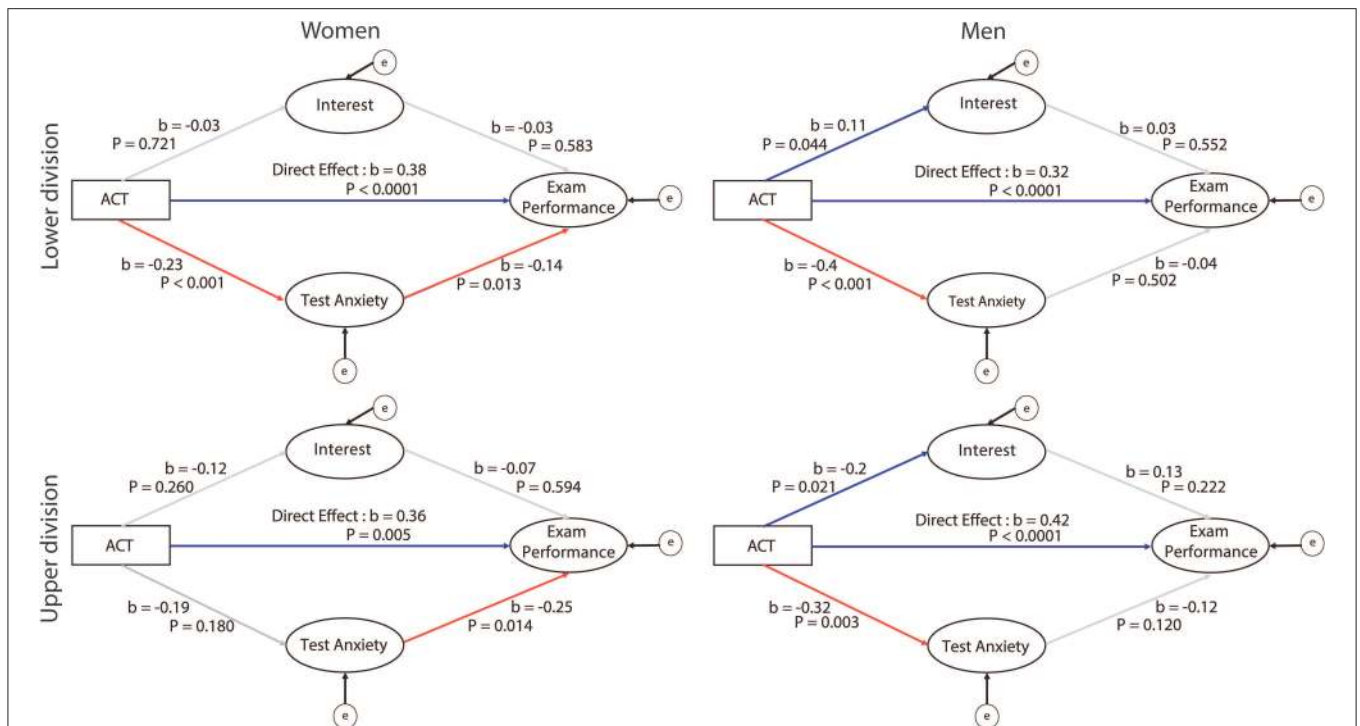 Women
Men
Lower division
e
Interest
b = -0.03
P = 0.721
b = -0.03
P = 0.583
Direct Effect : b = 0.38
P < 0.0001
ACT
Exam
Performance
e
b = -0.23
P < 0.001
b = -0.14
P = 0.013
Test Anxiety
e
e
Interest
b = 0.11
P = 0.044
b = 0.03
P = 0.552
Direct Effect : b = 0.32
P < 0.0001
ACT
Exam
Performance
e
b = -0.4
P < 0.001
b = -0.04
P = 0.502
Test Anxiety
e
Upper division
e
Interest
b = -0.12
P = 0.260
b = -0.07
P = 0.594
Direct Effect : b = 0.36
P = 0.005
ACT
Exam
Performance
e
b = -0.19
P = 0.180
b = -0.25
P = 0.014
Test Anxiety
e
e
Interest
b = -0.2
P = 0.021
b = 0.13
P = 0.222
Direct Effect : b = 0.42
P < 0.0001
ACT
Exam
Performance
e
b = -0.32
P = 0.003
b = -0.12
P = 0.120
Test Anxiety
e